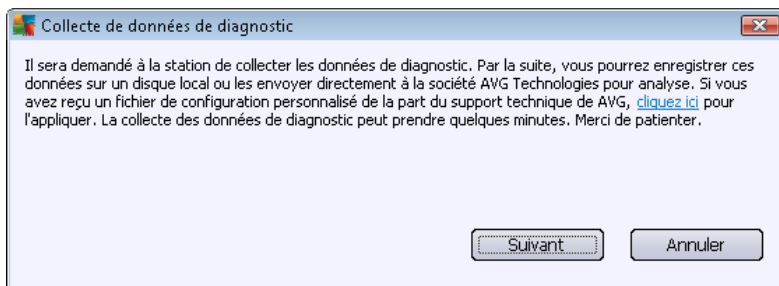 Collecte de données de diagnostic
Il sera demandé à la station de collecter les données de diagnostic. Par la suite, vous pourrez enregistrer ces
données sur un disque local ou les envoyer directement à la société AVG Technologies pour analyse. Si vous
avez reçu un fichier de configuration personnalisé de la part du support technique de AVG, cliquez ici pour
l'appliquer. La collecte des données de diagnostic peut prendre quelques minutes. Merci de patienter.
Suivant Annuler